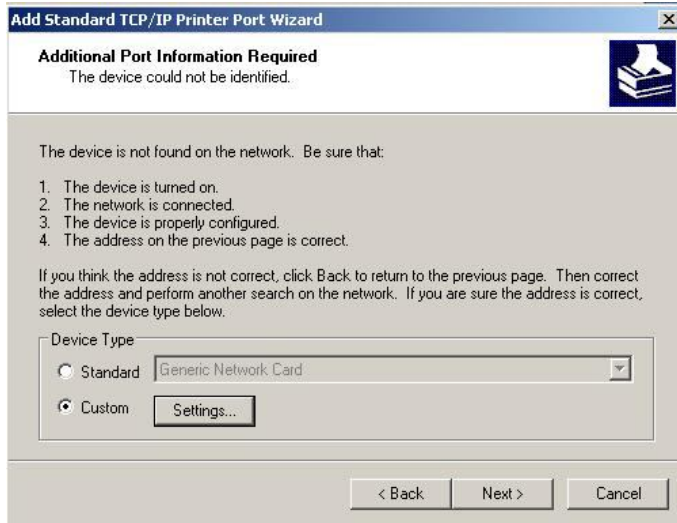 Add Standard TCP/IP Printer Port Wizard
Additional Port Information Required
The device could not be identified.
The device is not found on the network. Be sure that:
1. The device is turned on.
2. The network is connected.
3. The device is properly configured.
4. The address on the previous page is correct.
If you think the address is not correct, click Back to return to the previous page. Then correct
the address and perform another search on the network. If you are sure the address is correct,
select the device type below.
Device Type
Standard Generic Network Card
Custom Settings...
< Back Next > Cancel